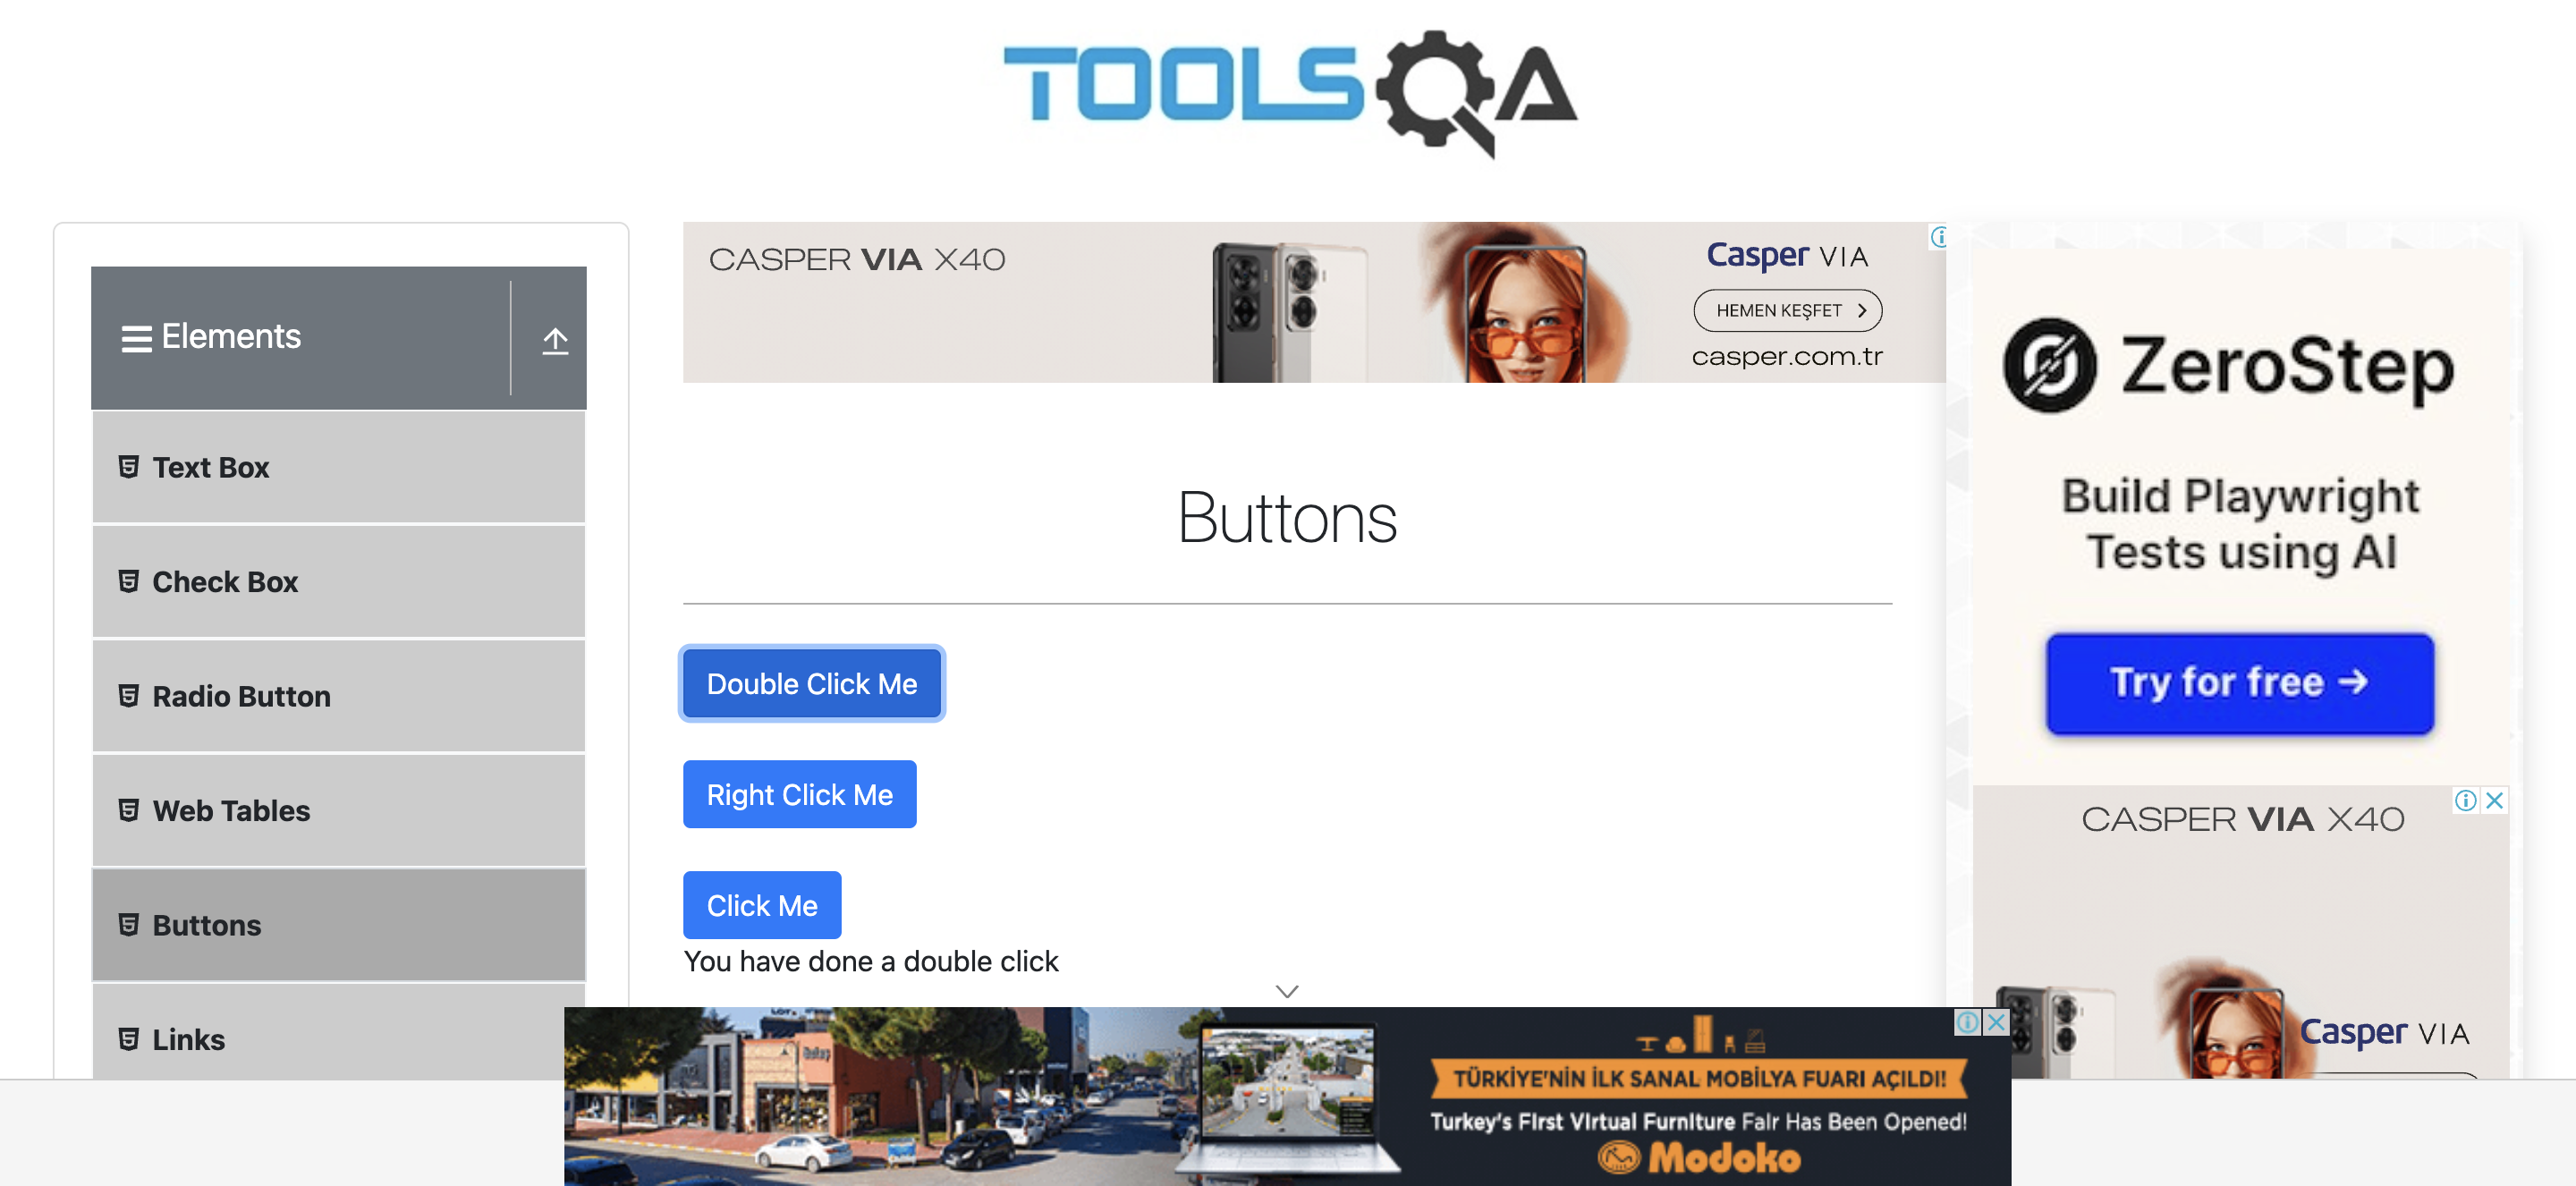 TOOLSQA
Elements
Text Box
Check Box
Radio Button
Web Tables
Buttons
Links
CASPER VIA X40
Casper VIA
HEMEN KEŞFET
casper.com.tr
Buttons
Double Click Me
Right Click Me
Click Me
You have done a double click
ZeroStep
Build Playwright
Tests using AI
Try for free →
CASPER VIA X40
Casper VIA
TÜRKİYE'NİN İLK SANAL MOBİLYA FUARI AÇILDI!
Turkey's First Virtual Furniture Fair Has Been Opened!
Modoko